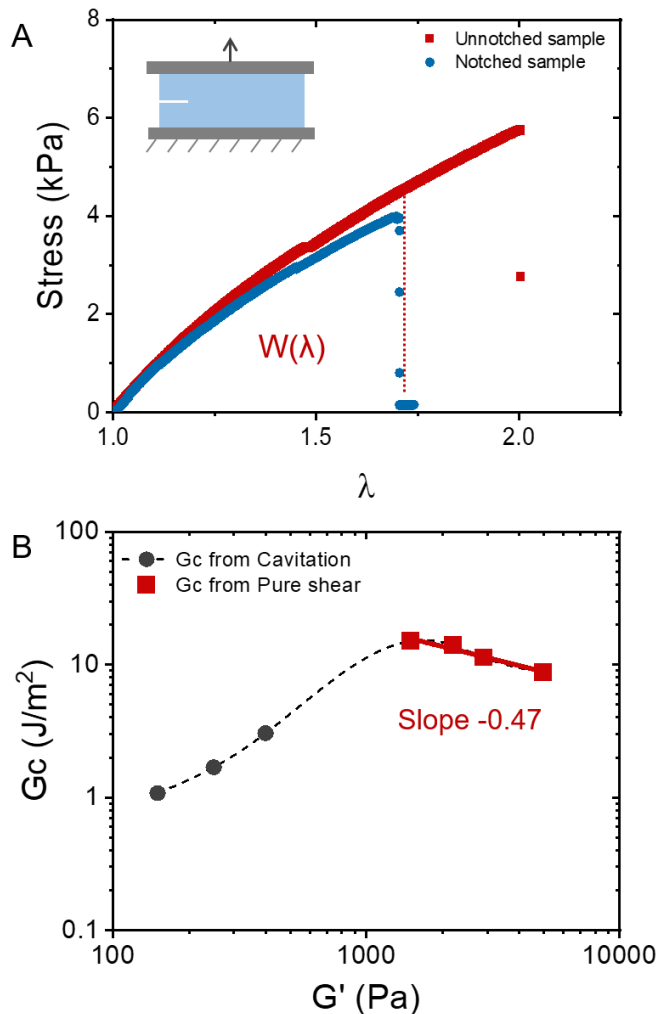 A
8
6
4
2
0
Stress (kPa)
Unnotched sample
Notched sample
W(λ)
1.0
1.5
2.0
λ
B
100
10
1
0.1
Gc (J/m²)
Gc from Cavitation
Gc from Pure shear
Slope -0.47
100
1000
10000
G' (Pa)